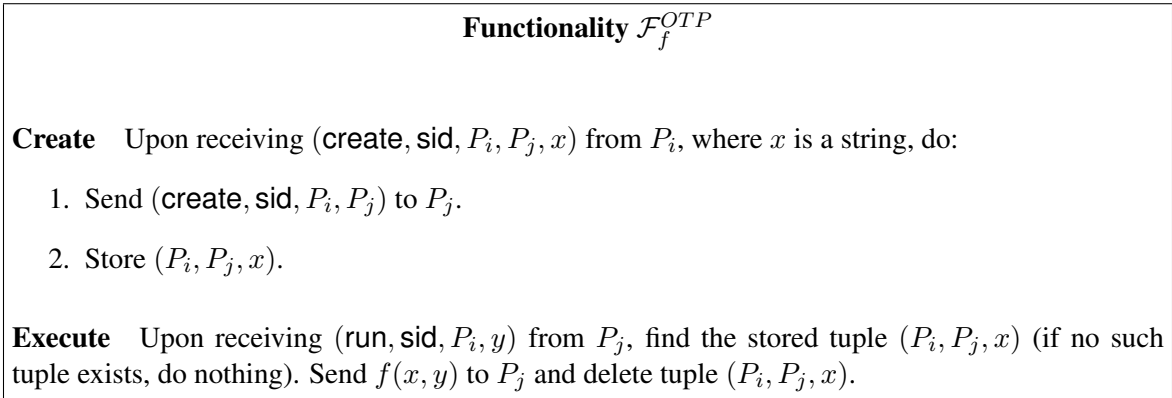 Functionality $\mathcal{F}_f^{OTP}$
Create Upon receiving (create, sid, $P_i$, $P_j$, $x$) from $P_i$, where $x$ is a string, do:
1. Send (create, sid, $P_i$, $P_j$) to $P_j$.
2. Store ($P_i$, $P_j$, $x$).
Execute Upon receiving (run, sid, $P_i$, $y$) from $P_j$, find the stored tuple ($P_i$, $P_j$, $x$) (if no such
tuple exists, do nothing). Send $f(x, y)$ to $P_j$ and delete tuple ($P_i$, $P_j$, $x$).